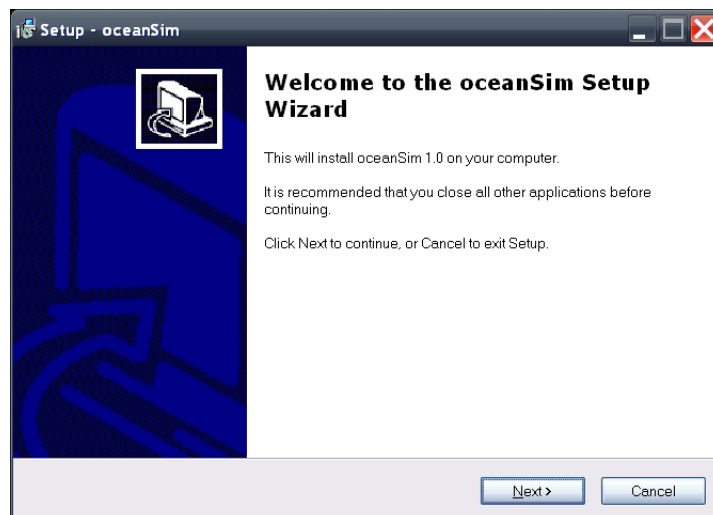 Setup - oceanSim
Welcome to the oceanSim Setup
Wizard
This will install oceanSim 1.0 on your computer.
It is recommended that you close all other applications before
continuing.
Click Next to continue, or Cancel to exit Setup.
Next >
Cancel